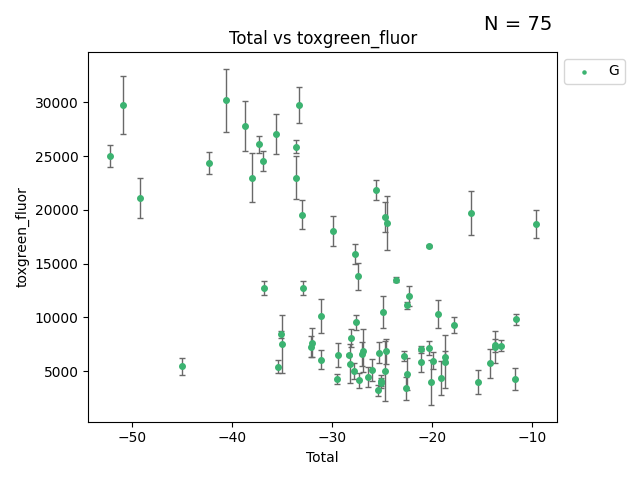 N = 75
Total vs toxgreen_fluor
G
toxgreen_fluor
30000
25000
20000
15000
10000
5000
−50 −40 −30 −20 −10
Total